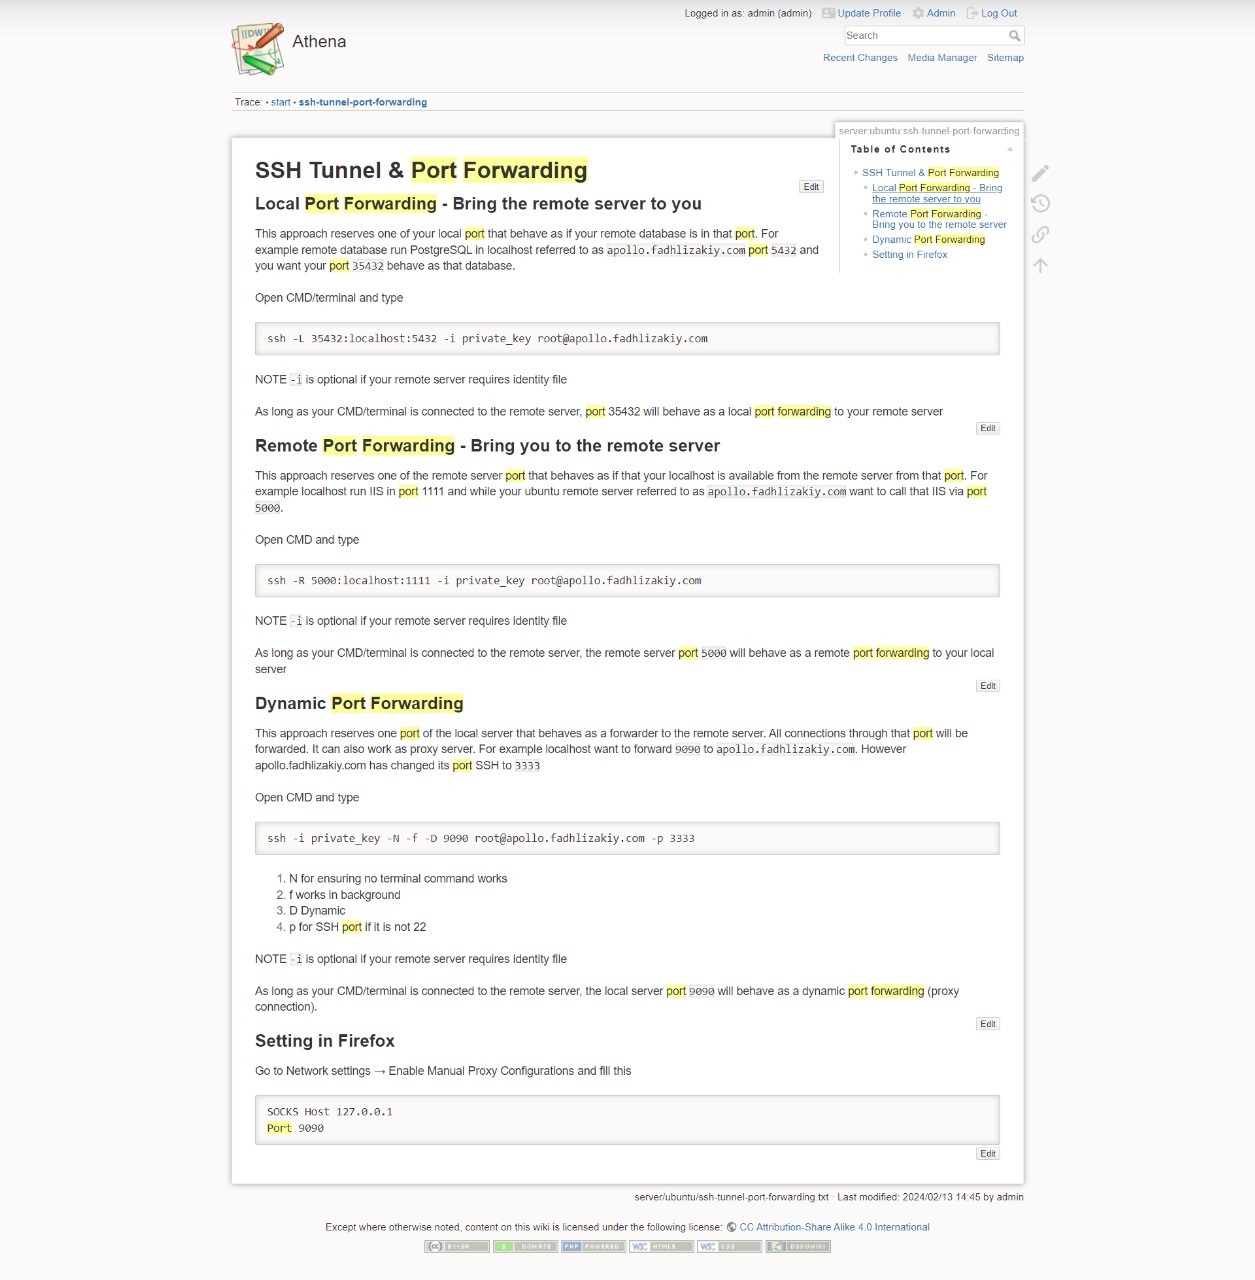 Logged in as: admin (admin) Update Profile Admin Log Out
[[DW]]
Athena
Search
Recent Changes Media Manager Sitemap
Trace: • start • ssh-tunnel-port-forwarding
server:ubuntu:ssh-tunnel-port-forwarding
Table of Contents
SSH Tunnel & Port Forwarding
Local Port Forwarding - Bring
the remote server to you
Remote Port Forwarding -
Bring you to the remote server
Dynamic Port Forwarding
Setting in Firefox
SSH Tunnel & Port Forwarding
Edit
Local Port Forwarding - Bring the remote server to you
This approach reserves one of your local port that behave as if your remote database is in that port. For
example remote database run PostgreSQL in localhost referred to as apollo.fadhlizakiy.com port 5432 and
you want your port 35432 behave as that database.
Open CMD/terminal and type
ssh -L 35432:localhost:5432 -i private_key root@apollo.fadhlizakiy.com
NOTE -i is optional if your remote server requires identity file
As long as your CMD/terminal is connected to the remote server, port 35432 will behave as a local port forwarding to your remote server
Edit
Remote Port Forwarding - Bring you to the remote server
This approach reserves one of the remote server port that behaves as if that your localhost is available from the remote server from that port. For
example localhost run IIS in port 1111 and while your ubuntu remote server referred to as apollo.fadhlizakiy.com want to call that IIS via port
5000.
Open CMD and type
ssh -R 5000:localhost:1111 -i private_key root@apollo.fadhlizakiy.com
NOTE -i is optional if your remote server requires identity file
As long as your CMD/terminal is connected to the remote server, the remote server port 5000 will behave as a remote port forwarding to your local
server
Edit
Dynamic Port Forwarding
This approach reserves one port of the local server that behaves as a forwarder to the remote server. All connections through that port will be
forwarded. It can also work as proxy server. For example localhost want to forward 9090 to apollo.fadhlizakiy.com. However
apollo.fadhlizakiy.com has changed its port SSH to 3333
Open CMD and type
ssh -i private_key -N -f -D 9090 root@apollo.fadhlizakiy.com -p 3333
1. N for ensuring no terminal command works
2. f works in background
3. D Dynamic
4. p for SSH port if it is not 22
NOTE -i is optional if your remote server requires identity file
As long as your CMD/terminal is connected to the remote server, the local server port 9090 will behave as a dynamic port forwarding (proxy
connection).
Edit
Setting in Firefox
Go to Network settings → Enable Manual Proxy Configurations and fill this
SOCKS Host 127.0.0.1
Port 9090
Edit
server/ubuntu/ssh-tunnel-port-forwarding.txt · Last modified: 2024/02/13 14:45 by admin
Except where otherwise noted, content on this wiki is licensed under the following license: CC Attribution-Share Alike 4.0 International
(cc) BY-SA $ DONATE PHP POWERED W3C HTML5 W3C CSS DOKUWIKI